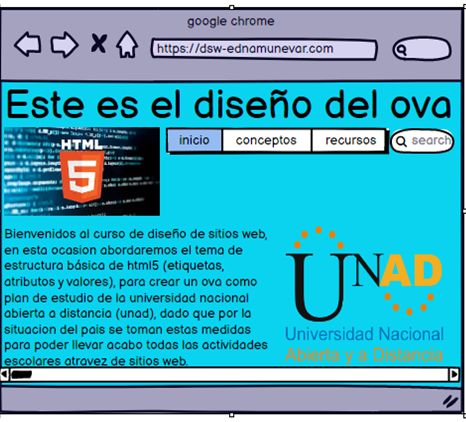 google chrome
https://dsw-ednamunevar.com
Este es el diseño del ova
HTML
5
inicio conceptos recursos search
Bienvenidos al curso de diseño de sitios web,
en esta ocasion abordaremos el tema de
estructura básica de html5 (etiquetas,
atributos y valores), para crear un ova como
plan de estudio de la universidad nacional
abierta a distancia (unad), dado que por la
situacion del pais se toman estas medidas
para poder llevar acabo todas las actividades
escolares atravez de sitios web.
UNAD
Universidad Nacional
Abierta y a Distancia